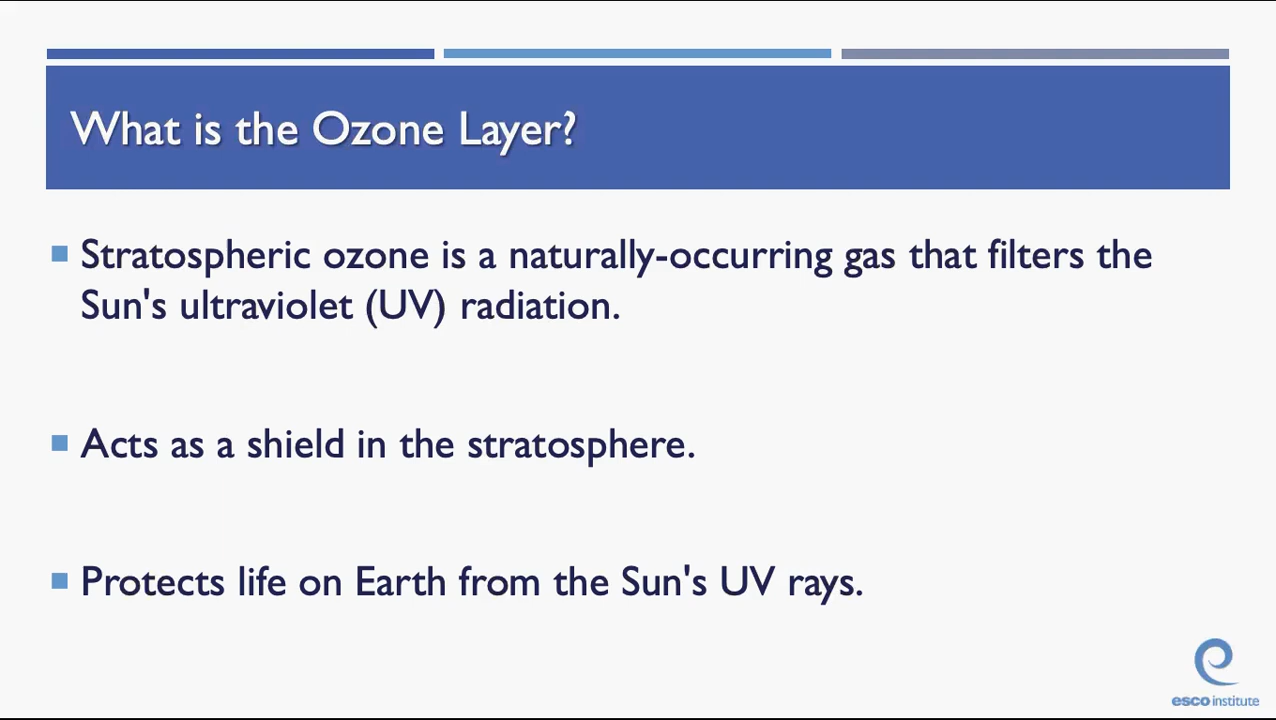 What is the Ozone Layer?
Stratospheric ozone is a naturally-occurring gas that filters the
Sun's ultraviolet (UV) radiation.
Acts as a shield in the stratosphere.
Protects life on Earth from the Sun's UV rays.
esco institute